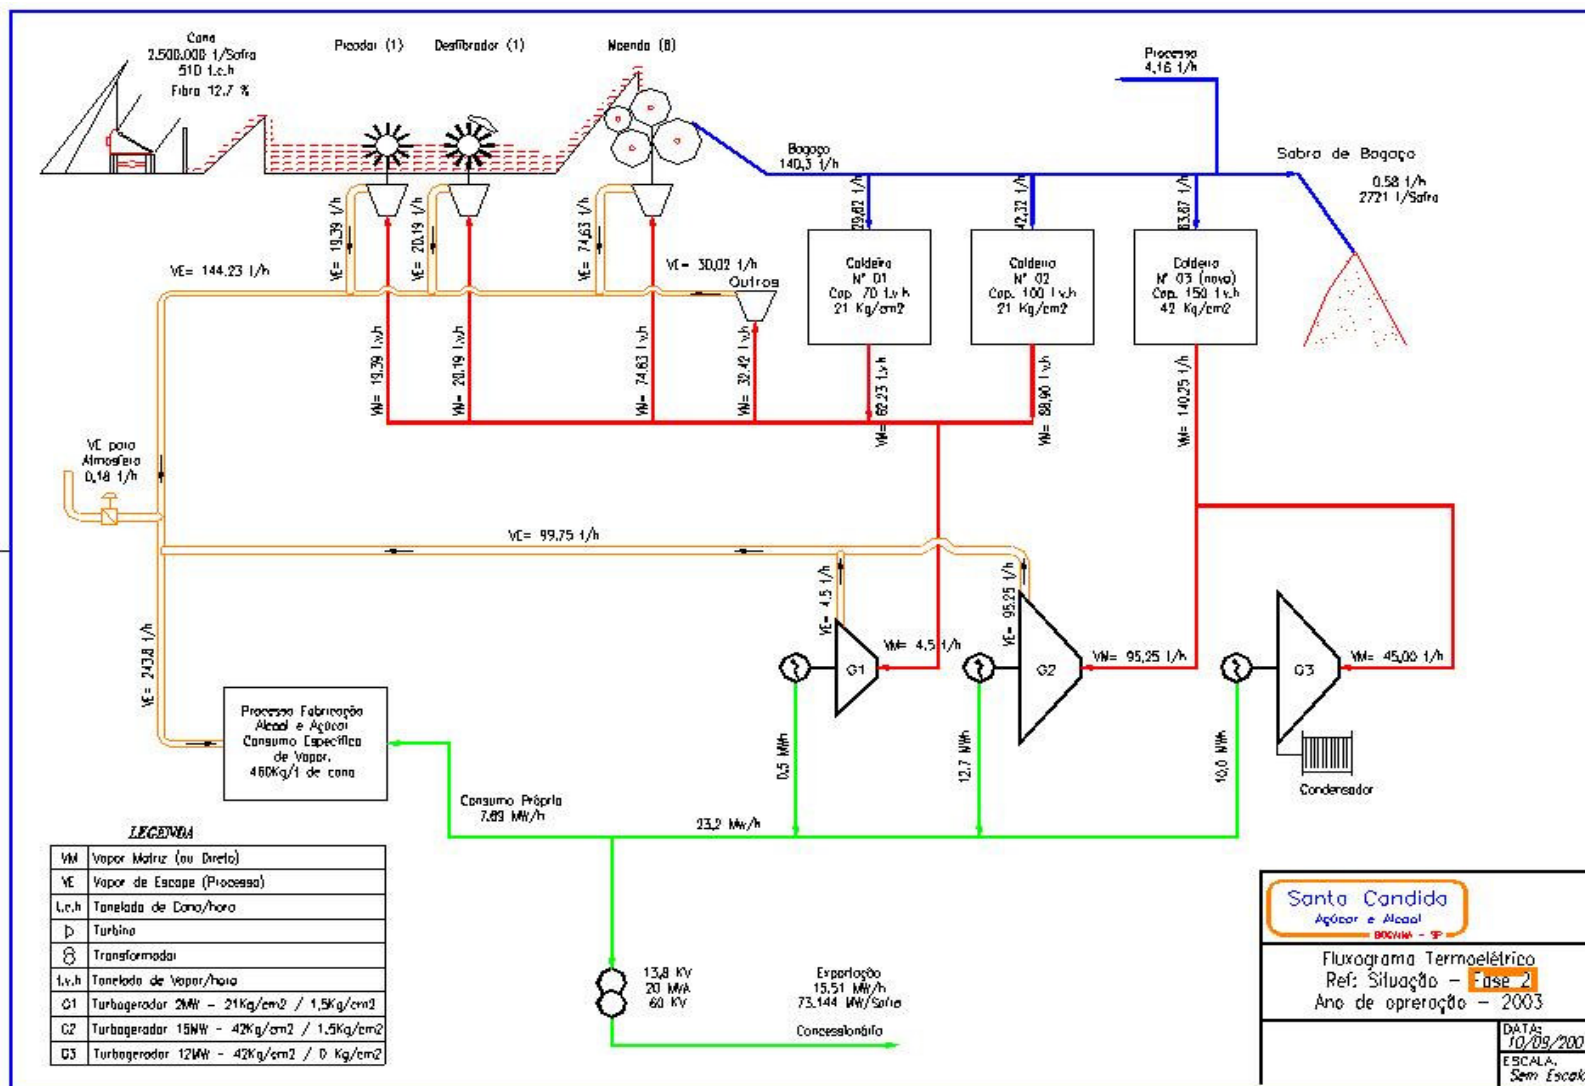 Cana
2.500.000 t/Safra
510 t.c.h
Fibra 12.7 %
Picador (1)
Desfibrador (1)
Moenda (6)
Processo
4,16 t/h
Bagaço
140,3 t/h
Sobra de Bagaço
0.58 t/h
2721 t/Safra
29,62 t/h
42,32 t/h
63,67 t/h
VE= 19,39 t/h
VE= 20,19 t/h
VE= 74,63 t/h
VE= 144.23 t/h
VE= 30,02 t/h
Outros
Caldeira
Nº 01
Cap. 70 t.v.h
21 Kg/cm2
Caldeira
Nº 02
Cap. 100 t.v.h
21 Kg/cm2
Caldeira
Nº 03 (nova)
Cap. 150 t.v.h
42 Kg/cm2
VM= 19,39 t.v.h
VM= 20,19 t.v.h
VM= 74,63 t.v.h
VM= 32,42 t.v.h
VM= 62,23 t.v.h
VM= 88,90 t.v.h
VM= 140,25 t/h
VE para
Atmosfera
0,18 t/h
VE= 99,75 t/h
VE= 4,5 t/h
VE= 95,25 t/h
VM= 4,5 t/h
VM= 95,25 t/h
VM= 45,00 t/h
G1
G2
G3
VE= 243,8 t/h
Processo Fabricação
Alcool e Açúcar
Consumo Específico
de Vapor.
460Kg/t de cana
0,5 MWh
12,7 MWh
10,0 MWh
Condensador
Consumo Próprio
7.69 MW/h
23,2 Mw/h
LEGENDA
VM Vapor Matriz (ou Direto)
VE Vapor de Escape (Processo)
t.c.h Tonelada de Cana/hora
Turbina
Transformador
t.v.h Tonelada de Vapor/hora
G1 Turbogerador 2MW - 21Kg/cm2 / 1,5Kg/cm2
G2 Turbogerador 15MW - 42Kg/cm2 / 1.5Kg/cm2
G3 Turbogerador 12MW - 42Kg/cm2 / 0 Kg/cm2
13,8 KV
20 MVA
60 KV
Exportação
15.51 MW/h
73.144 MW/Safra
Concessionária
Santa Candida
Açúcar e Alcool
BOCAINA - SP
Fluxograma Termoelétrico
Ref: Situação - Fase 2
Ano de opreração - 2003
DATA:
10/09/200
ESCALA.
Sem Escala